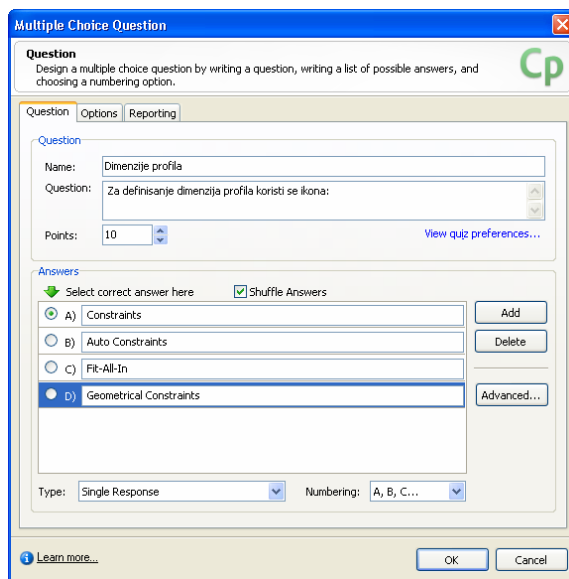 Multiple Choice Question
Question
Design a multiple choice question by writing a question, writing a list of possible answers, and
choosing a numbering option.
Cp
Question Options Reporting
Question
Name: Dimenzije profila
Question: Za definisanje dimenzija profila koristi se ikona:
Points: 10 View quiz preferences...
Answers
Select correct answer here Shuffle Answers
A) Constraints Add
B) Auto Constraints Delete
C) Fit-All-In
D) Geometrical Constraints Advanced...
Type: Single Response Numbering: A, B, C...
Learn more... OK Cancel